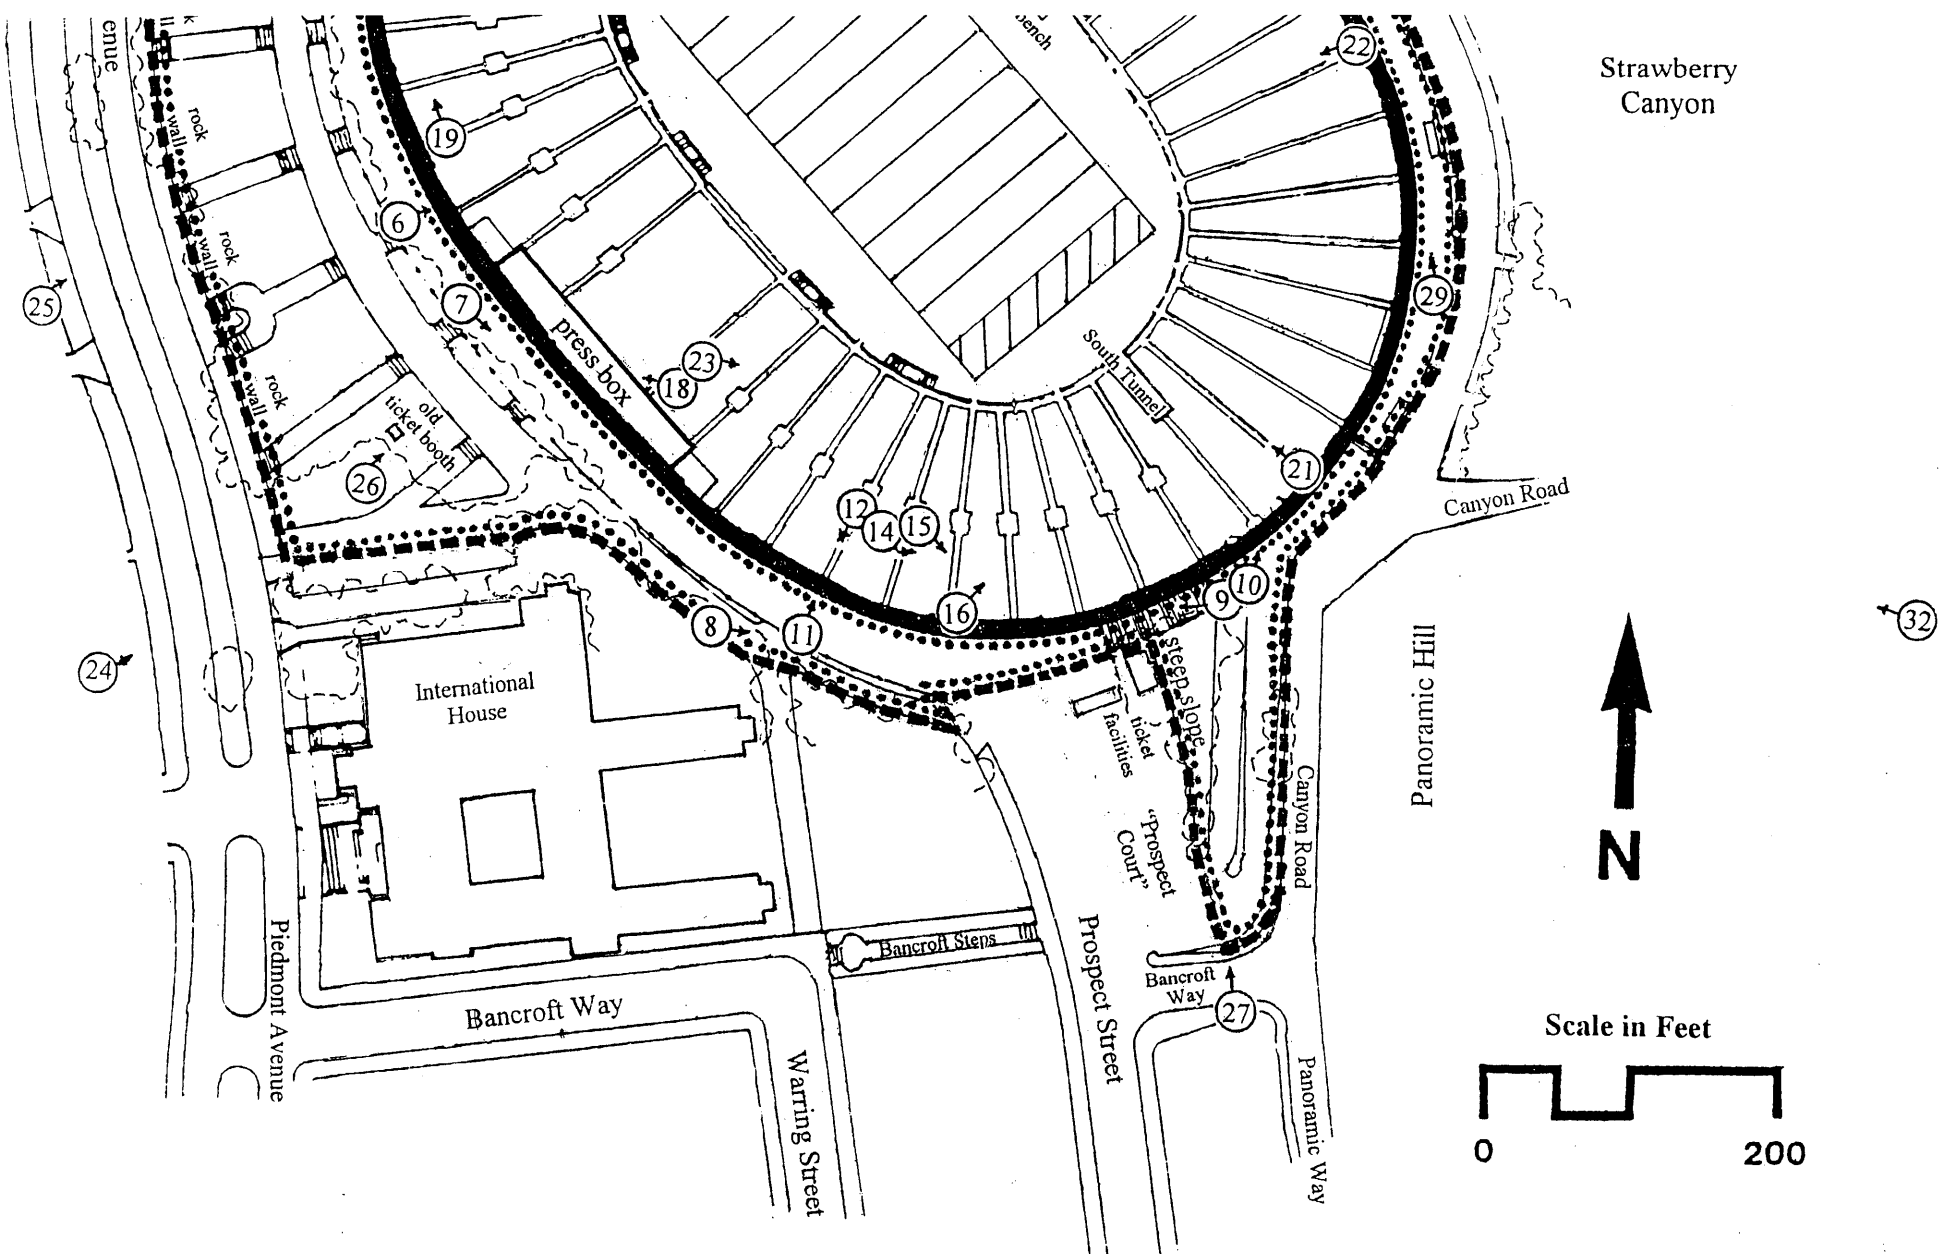 enue
bench
22
Strawberry
Canyon
19
rock
wall
6
rock
wall
25
7
29
press box
23
18
South Tunnel
rock
wall
old
ticket booth
26
21
12
14
15
Canyon Road
10
9
16
8
11
32
24
International
House
steep slope
ticket
facilities
Panoramic Hill
Canyon Road
"Prospect
Court"
N
Piedmont Avenue
Bancroft Steps
Prospect Street
Bancroft
Way
27
Bancroft Way
Scale in Feet
Warring Street
Panoramic Way
0
200